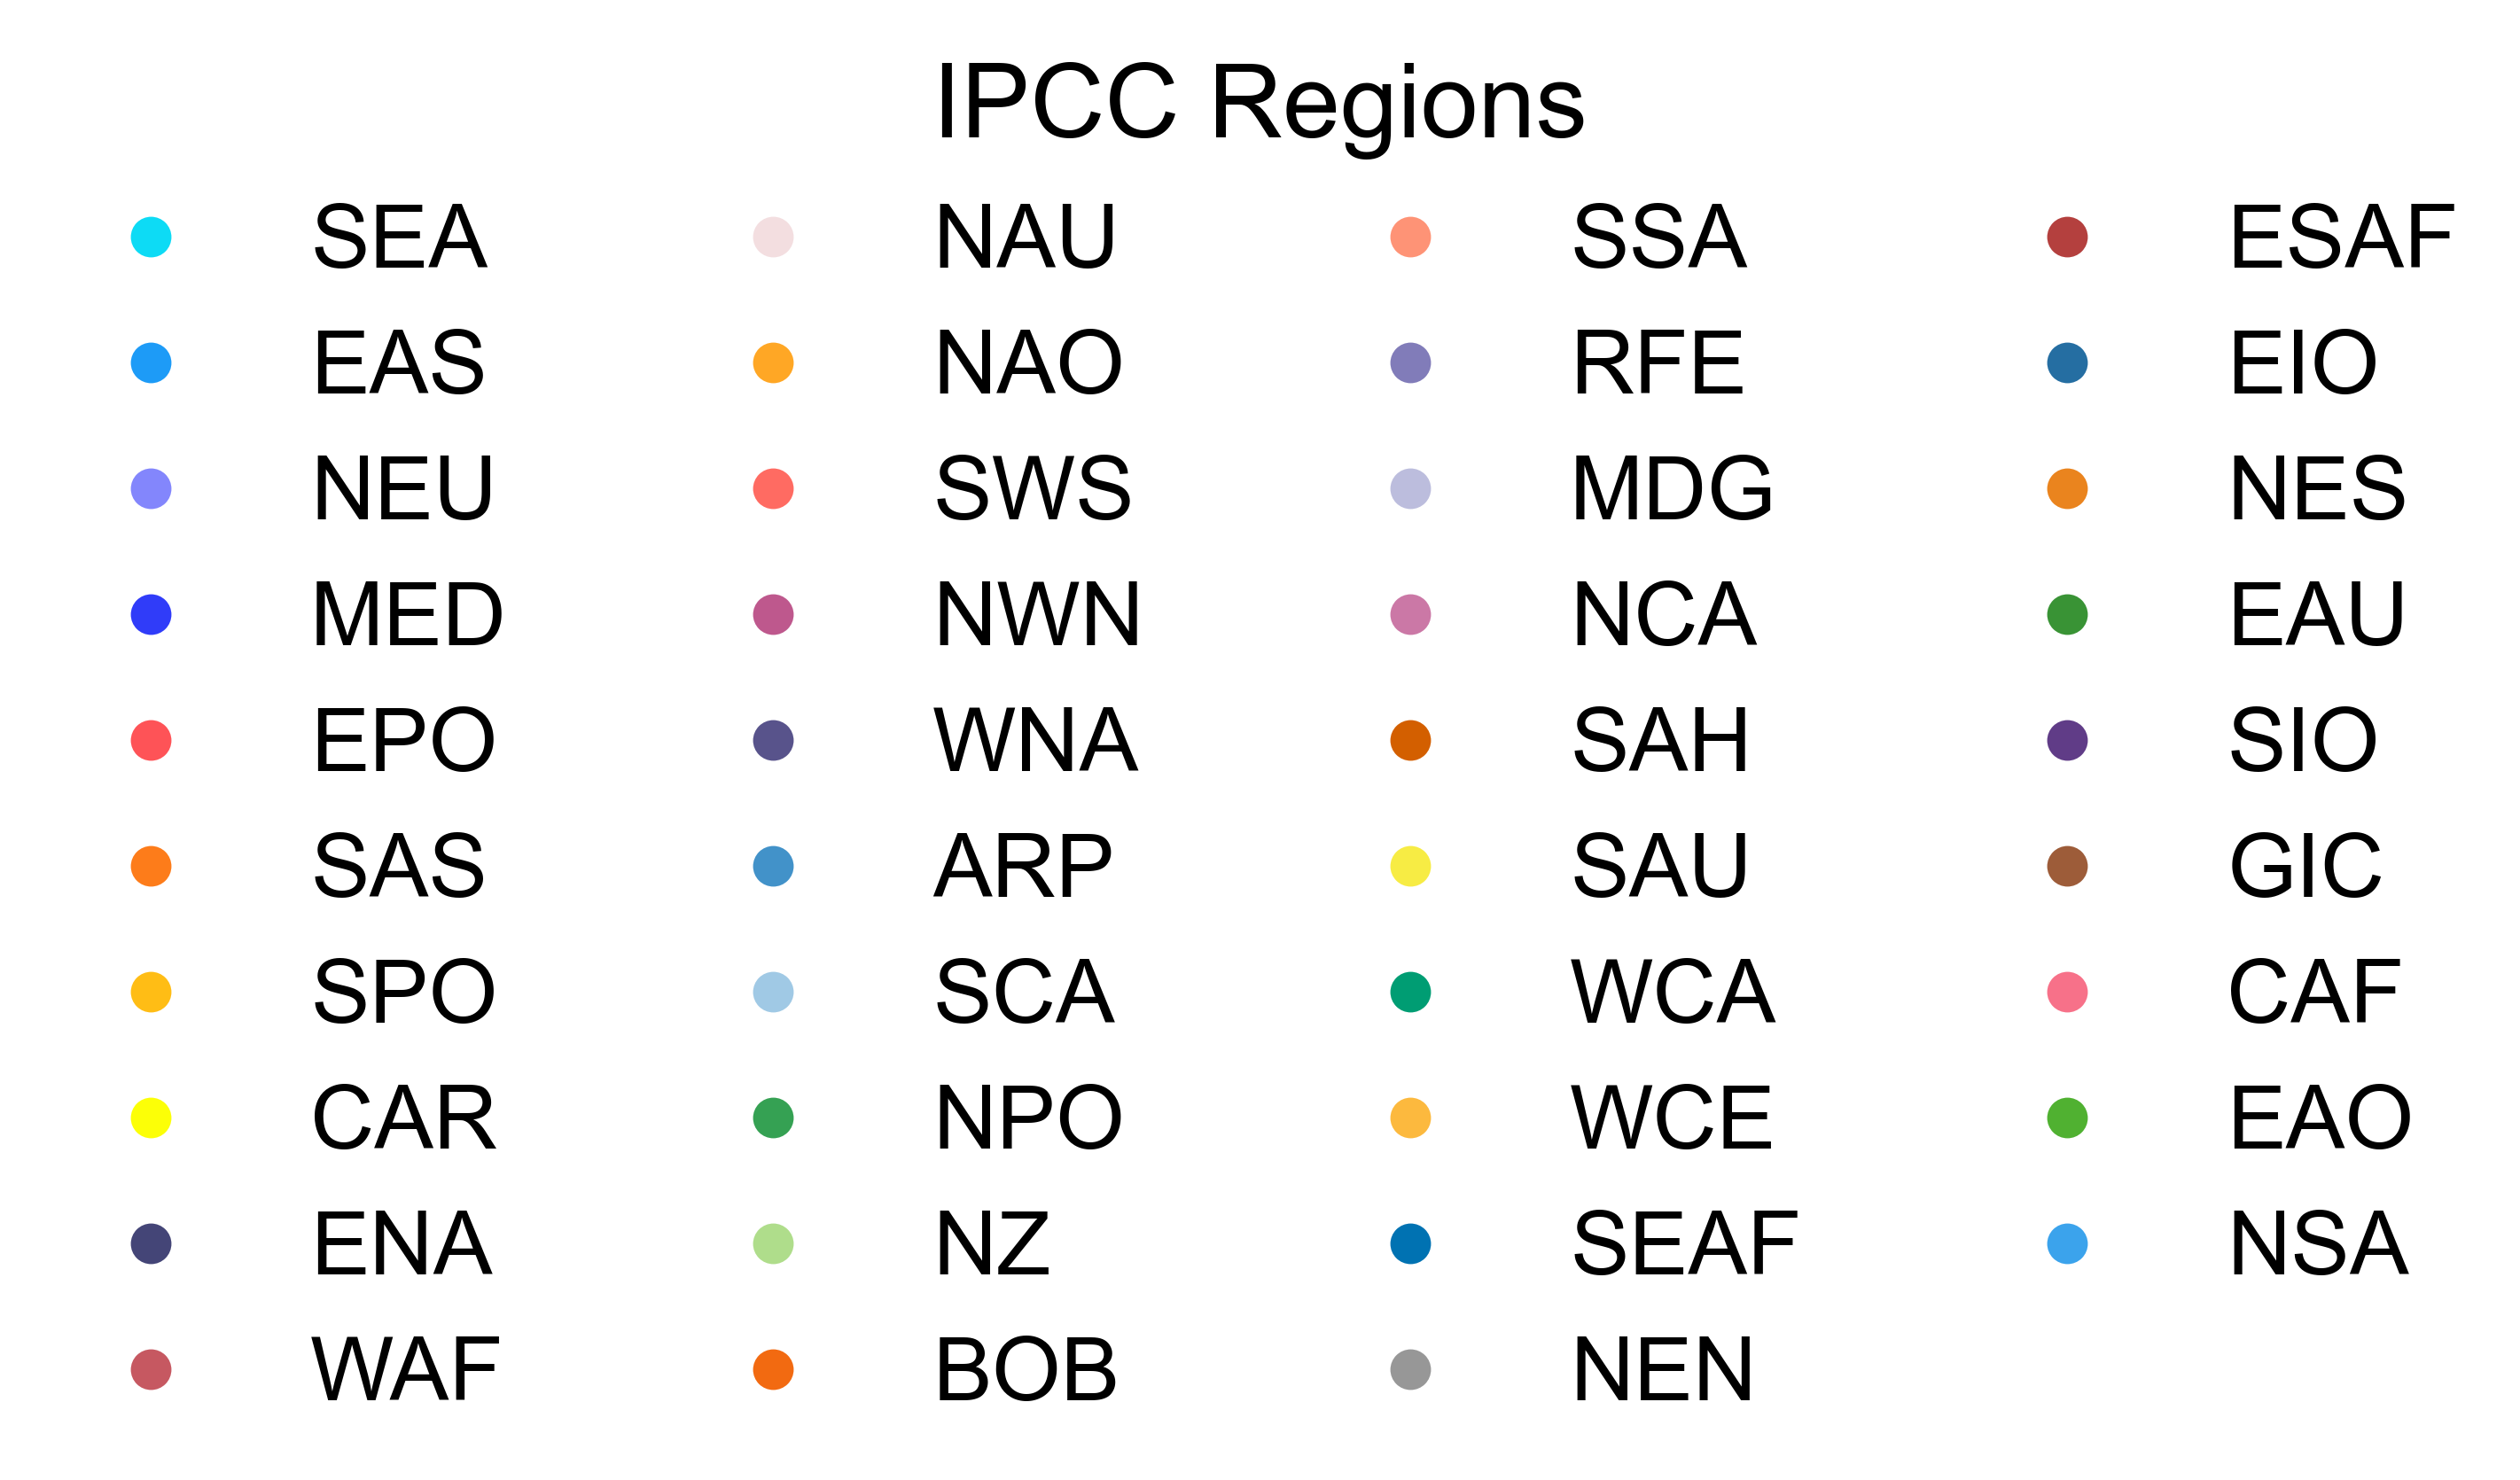 IPCC Regions
SEA NAU SSA ESAF
EAS NAO RFE EIO
NEU SWS MDG NES
MED NWN NCA EAU
EPO WNA SAH SIO
SAS ARP SAU GIC
SPO SCA WCA CAF
CAR NPO WCE EAO
ENA NZ SEAF NSA
WAF BOB NEN